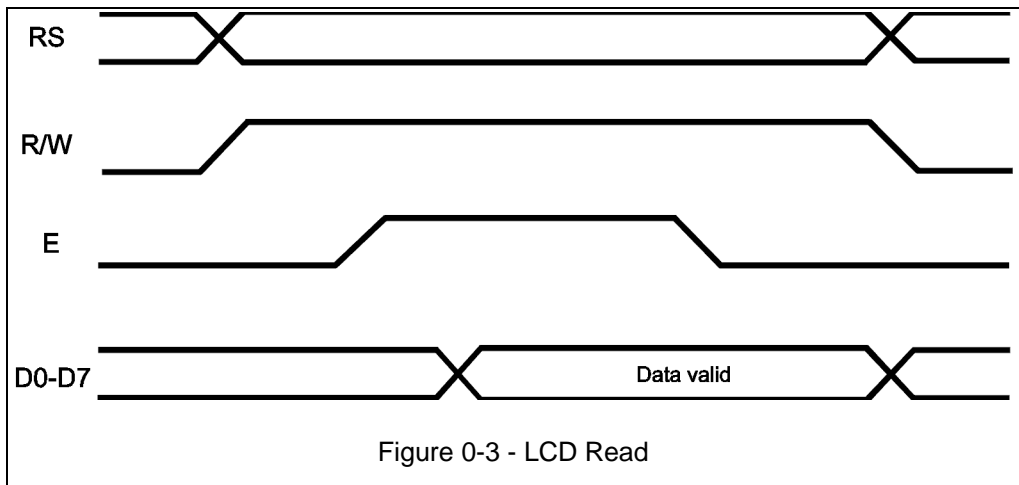 RS
R/W
E
D0-D7
Data valid
Figure 0-3 - LCD Read